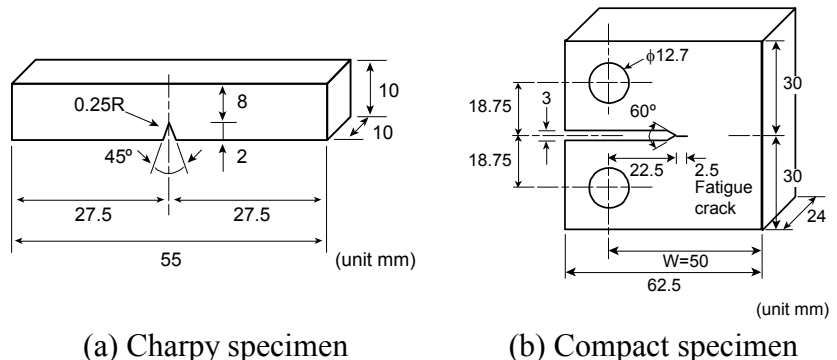 0.25R
8
10
10
45º
2
27.5
27.5
55
(unit mm)
(a) Charpy specimen
ϕ12.7
30
18.75
3
60º
18.75
22.5
2.5
Fatigue
crack
30
24
W=50
62.5
(unit mm)
(b) Compact specimen